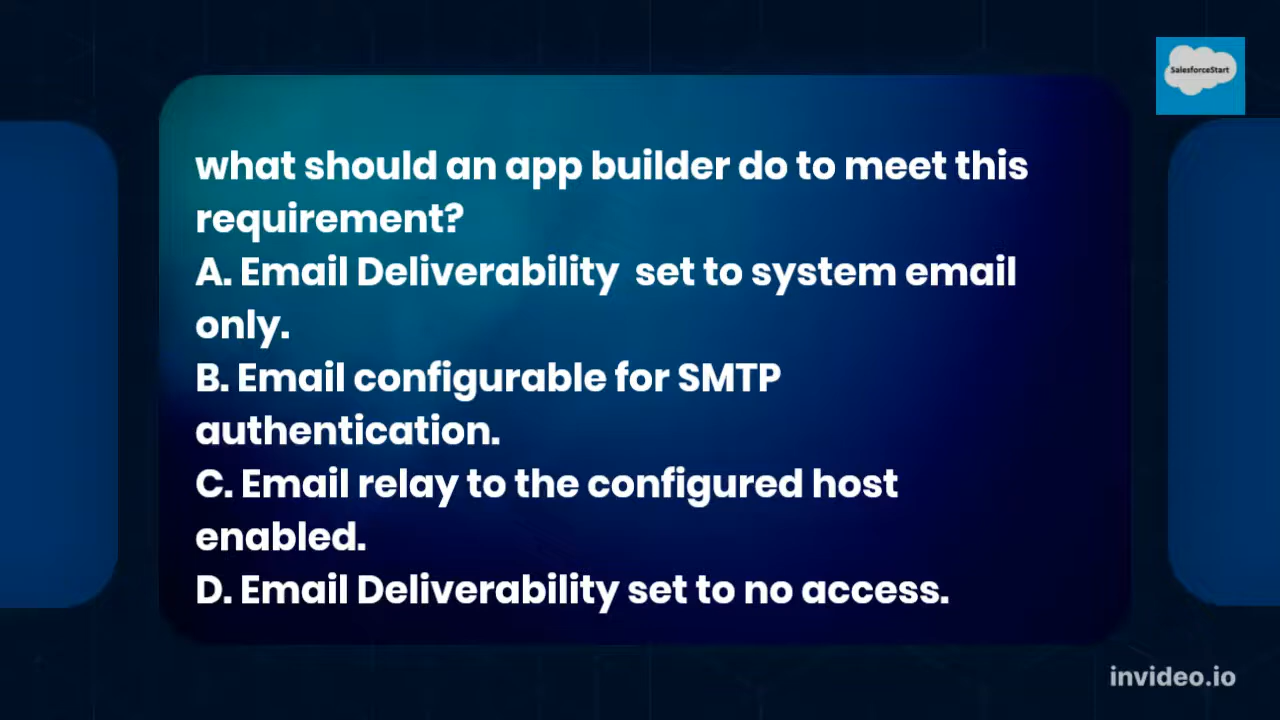 SalesforceStart
what should an app builder do to meet this
requirement?
A. Email Deliverability  set to system email
only.
B. Email configurable for SMTP
authentication.
C. Email relay to the configured host
enabled.
D. Email Deliverability set to no access.
invideo.io